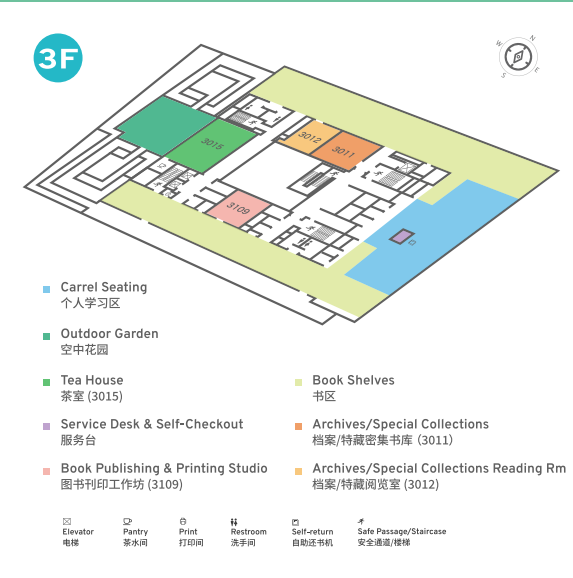 3F
N
W
E
S
3012
3015
3011
3109
Carrel Seating
个人学习区
Outdoor Garden
空中花园
Tea House
茶室 (3015)
Book Shelves
书区
Service Desk & Self-Checkout
服务台
Archives/Special Collections
档案/特藏密集书库 (3011)
Book Publishing & Printing Studio
图书刊印工作坊 (3109)
Archives/Special Collections Reading Rm
档案/特藏阅览室 (3012)
Elevator
电梯
Pantry
茶水间
Print
打印间
Restroom
洗手间
Self-return
自助还书机
Safe Passage/Staircase
安全通道/楼梯